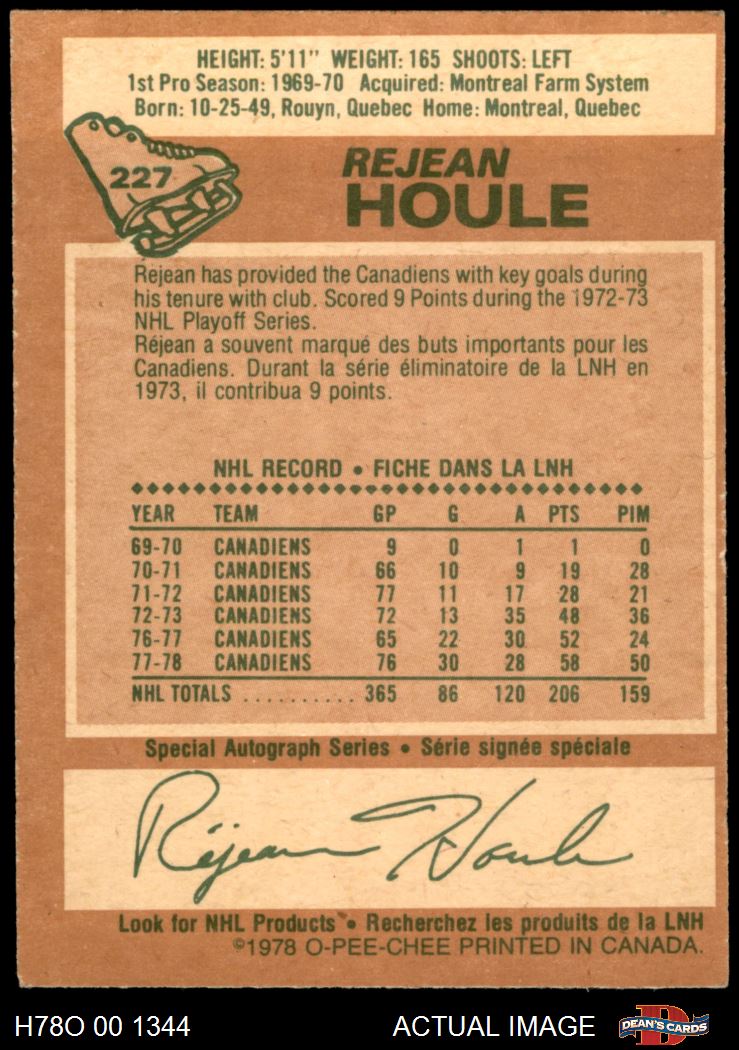 HEIGHT: 5'11" WEIGHT: 165 SHOOTS: LEFT
1st Pro Season: 1969-70 Acquired: Montreal Farm System
Born: 10-25-49, Rouyn, Quebec Home: Montreal, Quebec
227
REJEAN
HOULE
Rejean has provided the Canadiens with key goals during
his tenure with club. Scored 9 Points during the 1972-73
NHL Playoff Series.
Réjean a souvent marqué des buts importants pour les
Canadiens. Durant la série éliminatoire de la LNH en
1973, il contribua 9 points.
NHL RECORD • FICHE DANS LA LNH
YEAR TEAM GP G A PTS PIM
69-70 CANADIENS 9 0 1 1 0
70-71 CANADIENS 66 10 9 19 28
71-72 CANADIENS 77 11 17 28 21
72-73 CANADIENS 72 13 35 48 36
76-77 CANADIENS 65 22 30 52 24
77-78 CANADIENS 76 30 28 58 50
NHL TOTALS .......... 365 86 120 206 159
Special Autograph Series • Série signée spéciale
Réjean Houle
Look for NHL Products • Recherchez les produits de la LNH
©1978 O-PEE-CHEE PRINTED IN CANADA.
H78O 00 1344 ACTUAL IMAGE D DEAN'S CARDS